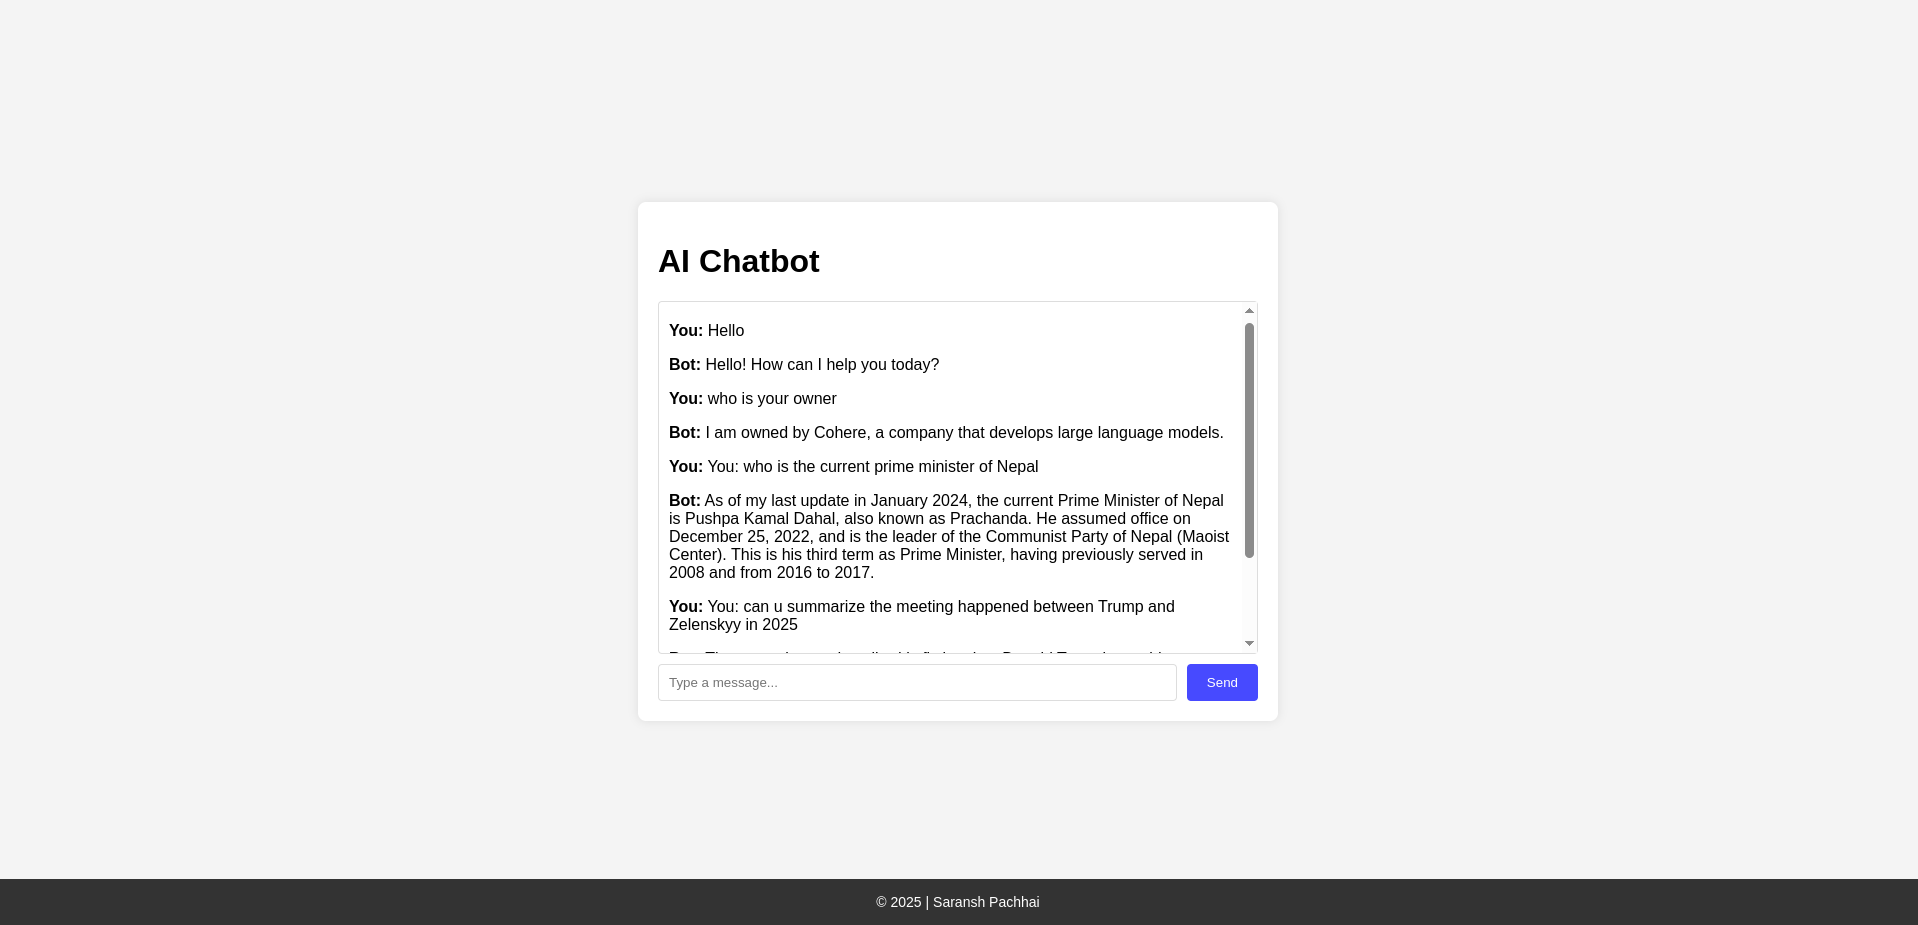 AI Chatbot
You: Hello
Bot: Hello! How can I help you today?
You: who is your owner
Bot: I am owned by Cohere, a company that develops large language models.
You: You: who is the current prime minister of Nepal
Bot: As of my last update in January 2024, the current Prime Minister of Nepal
is Pushpa Kamal Dahal, also known as Prachanda. He assumed office on
December 25, 2022, and is the leader of the Communist Party of Nepal (Maoist
Center). This is his third term as Prime Minister, having previously served in
2008 and from 2016 to 2017.
You: You: can u summarize the meeting happened between Trump and
Zelenskyy in 2025
Type a message...
Send
© 2025 | Saransh Pachhai